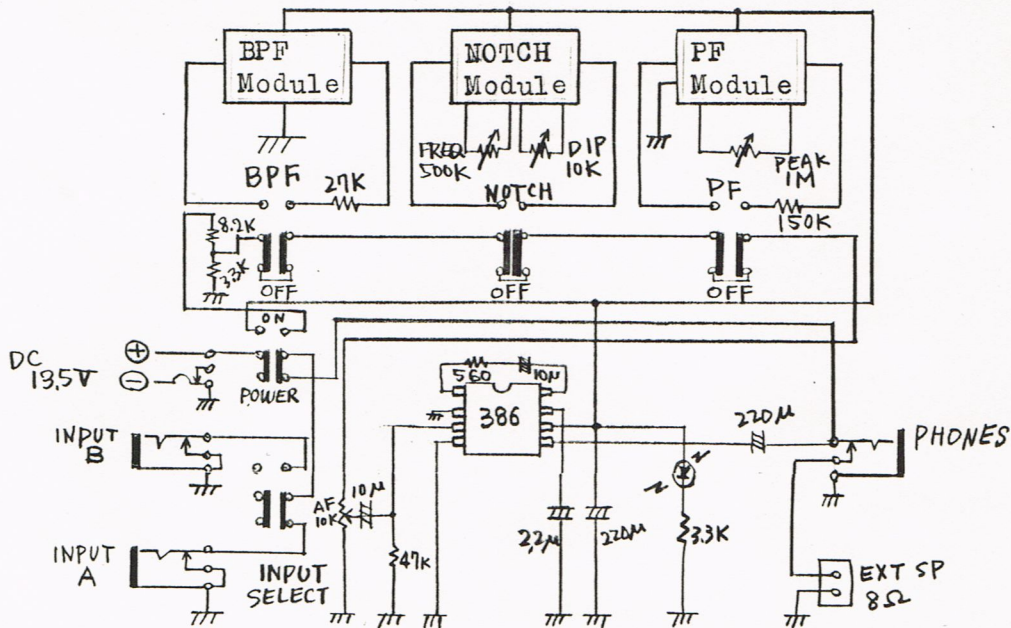 BPF
Module
NOTCH
Module
PF
Module
FREQ
500K
DIP
10K
PEAK
1M
BPF
27K
NOTCH
PF
150K
8.2K
3.3K
OFF
OFF
OFF
ON
DC
13.5V
+
−
POWER
560
10μ
386
220μ
PHONES
INPUT
B
AF
10K
10μ
47K
2.2μ
220μ
3.3K
INPUT
A
INPUT
SELECT
EXT SP
8Ω